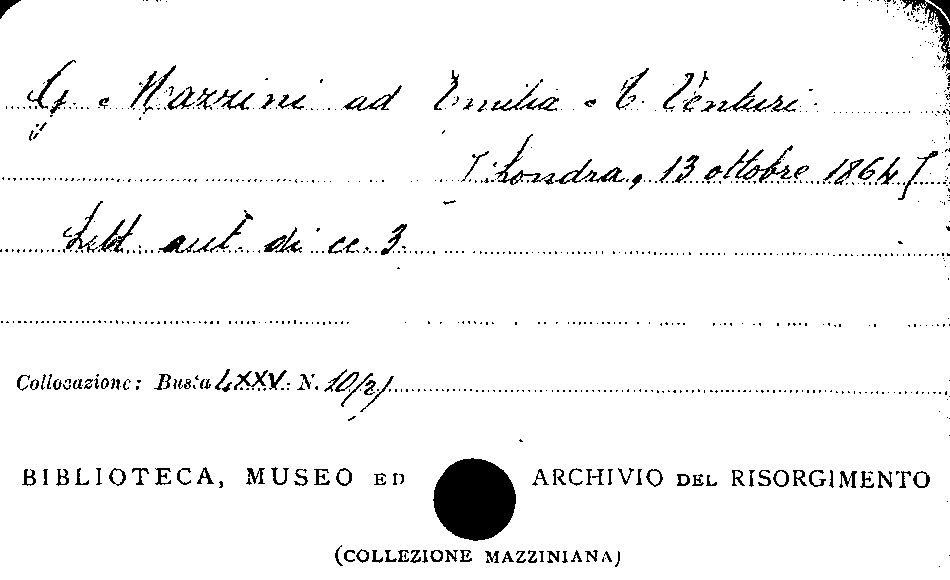 G. Mazzini ad Emilia e C. Venturi.
[Londra, 13 ottobre 1864]
Lett. aut. di cc. 3.
Collocazione: Busta LXXV. N. 10/2/
BIBLIOTECA, MUSEO ED ARCHIVIO DEL RISORGIMENTO
(COLLEZIONE MAZZINIANA)